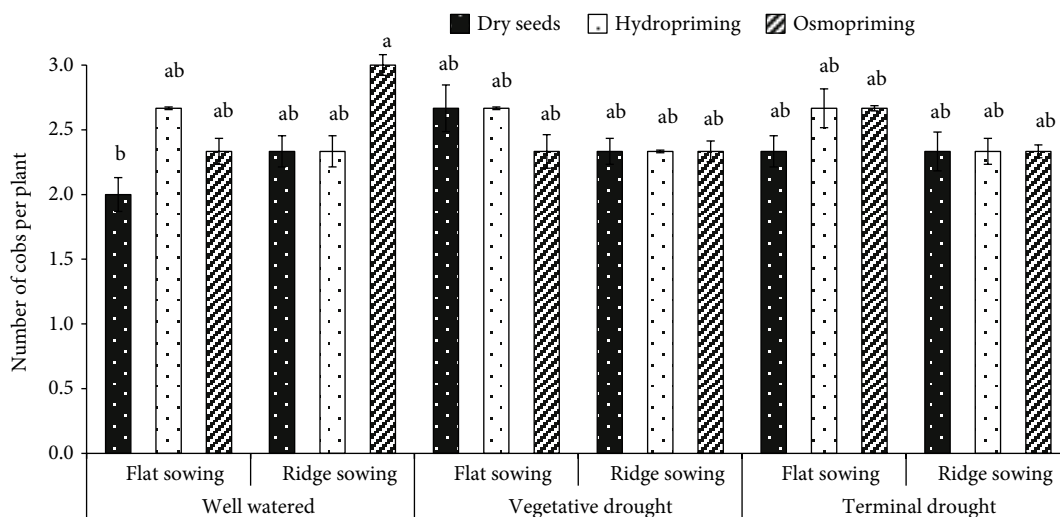 Dry seeds Hydropriming Osmopriming
Number of cobs per plant
3.0
2.5
2.0
1.5
1.0
0.5
0.0
b ab ab ab ab a ab ab ab ab ab ab ab ab ab ab ab ab
Flat sowing Ridge sowing Flat sowing Ridge sowing Flat sowing Ridge sowing
Well watered Vegetative drought Terminal drought